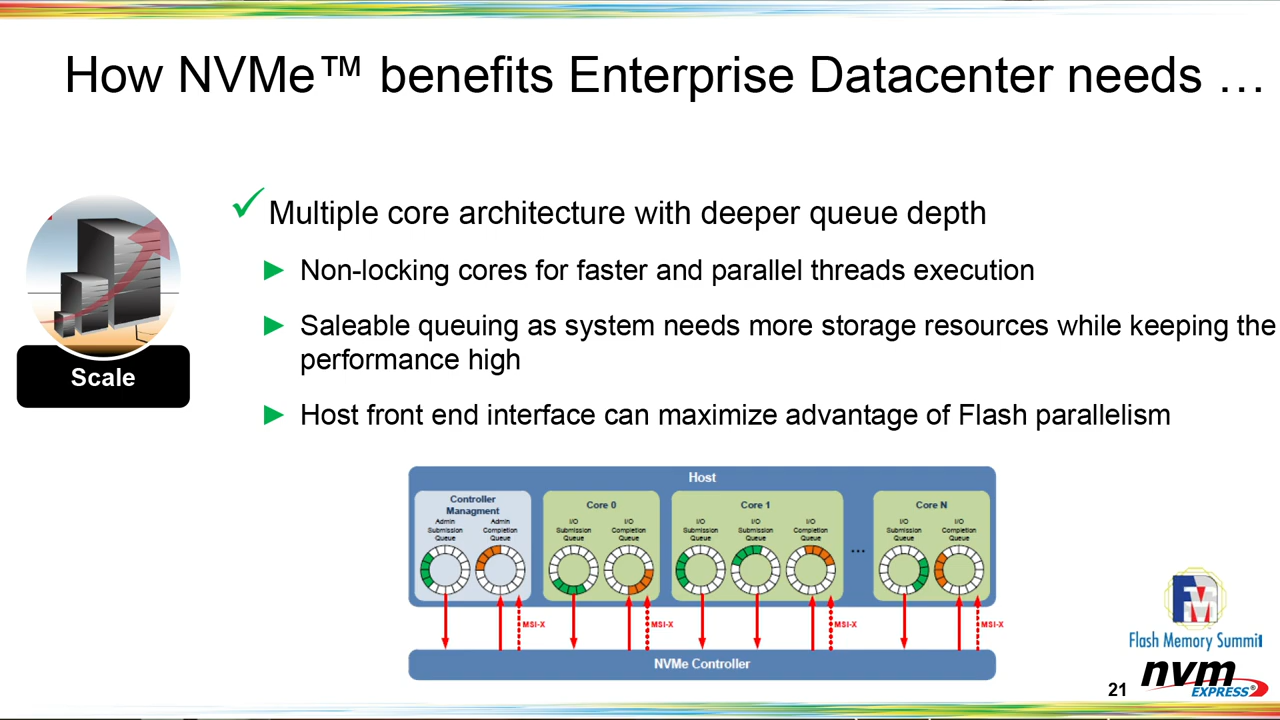 How NVMe™ benefits Enterprise Datacenter needs …
Multiple core architecture with deeper queue depth
Non-locking cores for faster and parallel threads execution
Saleable queuing as system needs more storage resources while keeping the
performance high
Host front end interface can maximize advantage of Flash parallelism
Scale
Host
Controller
Managment
Admin
Submission
Queue
Admin
Completion
Queue
Core 0
I/O
Submission
Queue
I/O
Completion
Queue
Core 1
I/O
Submission
Queue
I/O
Submission
Queue
I/O
Completion
Queue
...
Core N
I/O
Submission
Queue
I/O
Completion
Queue
MSI-X
MSI-X
MSI-X
MSI-X
NVMe Controller
Flash Memory Summit
21
nvm
EXPRESS®